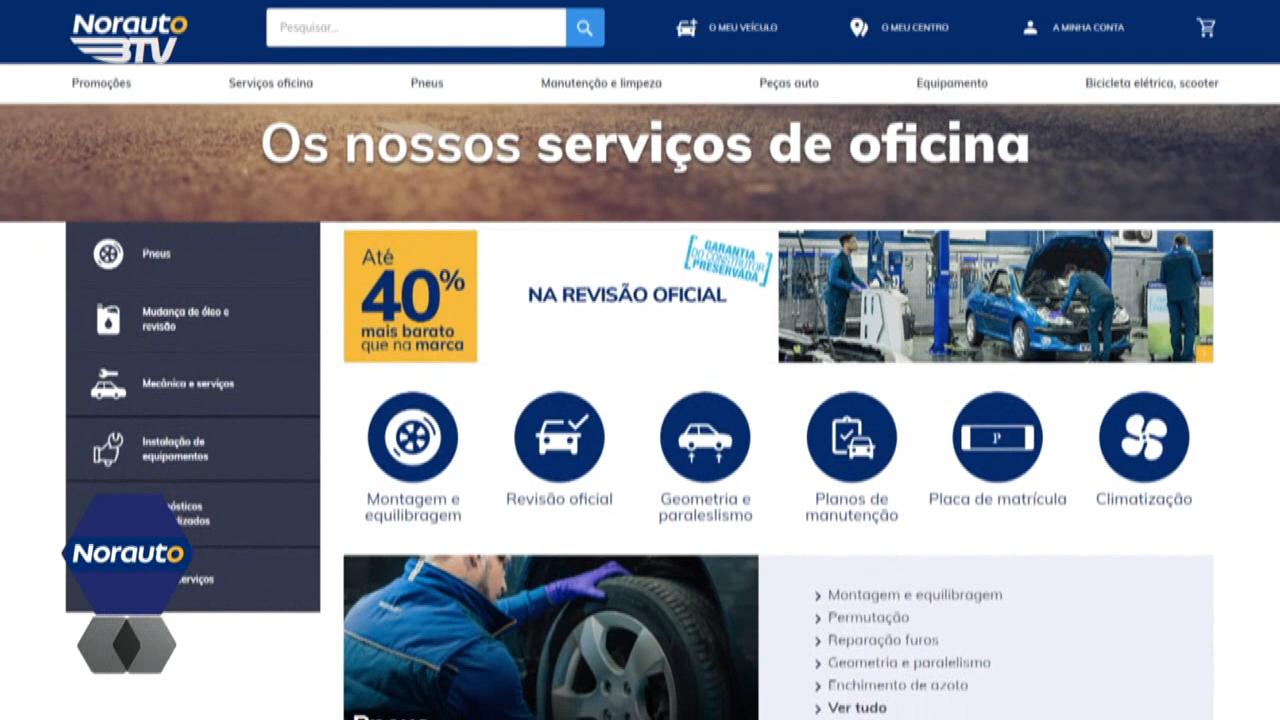 Norauto
BTV
Pesquisar...
O MEU VEÍCULO
O MEU CENTRO
A MINHA CONTA
Promoções
Serviços oficina
Pneus
Manutenção e limpeza
Peças auto
Equipamento
Bicicleta elétrica, scooter
Os nossos serviços de oficina
Pneus
Mudança de óleo e
revisão
Mecânica e serviços
Instalação de
equipamentos
Norauto
Até
40%
mais barato
que na marca
NA REVISÃO OFICIAL
GARANTIA
DO CONSTRUTOR
PRESERVADA
P
Montagem e
equilibragem
Revisão oficial
Geometria e
paraleslismo
Planos de
manutenção
Placa de matrícula
Climatização
Montagem e equilibragem
Permutação
Reparação furos
Geometria e paralelismo
Enchimento de azoto
Ver tudo